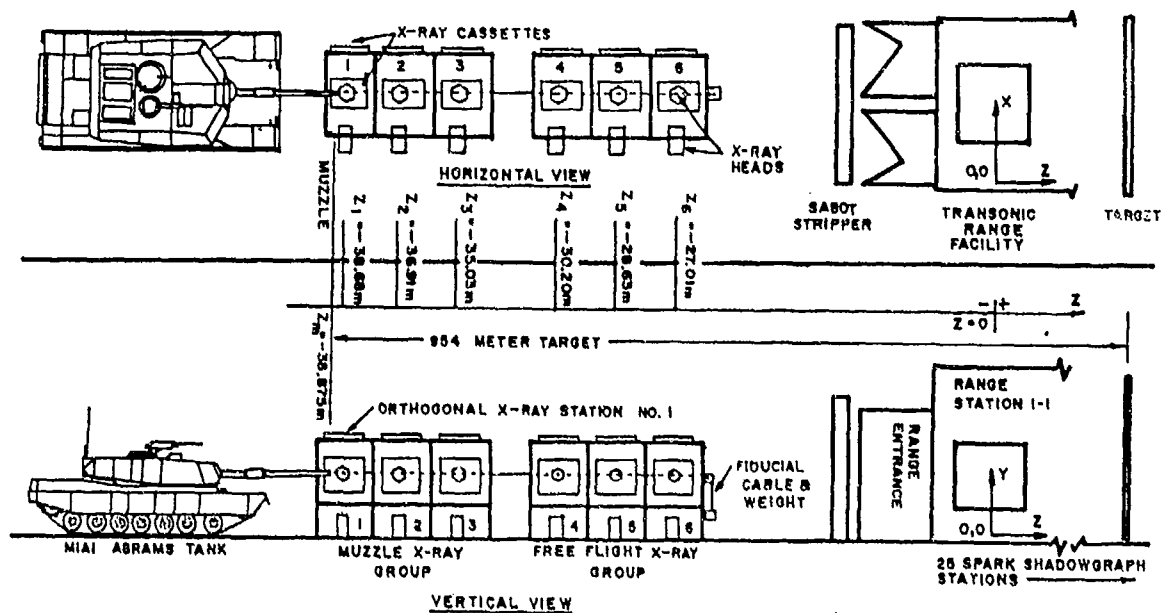 X-RAY CASSETTES
1
2
3
4
5
6
X
0,0
Z
X-RAY
HEADS
HORIZONTAL VIEW
SABOT
STRIPPER
TRANSONIC
RANGE
FACILITY
TARGET
MUZZLE
Z1=-38.68m
Z2=-36.91m
Z3=-35.03m
Z4=-30.20m
Z5=-28.63m
Z6=-27.01m
- +
Z=0
Z
954 METER TARGET
ORTHOGONAL X-RAY STATION NO. 1
RANGE
STATION 1-1
RANGE
ENTRANCE
FIDUCIAL
CABLE &
WEIGHT
Y
0,0
Z
1
2
3
4
5
6
M1A1 ABRAMS TANK
MUZZLE X-RAY
GROUP
FREE FLIGHT X-RAY
GROUP
25 SPARK SHADOWGRAPH
STATIONS
VERTICAL VIEW